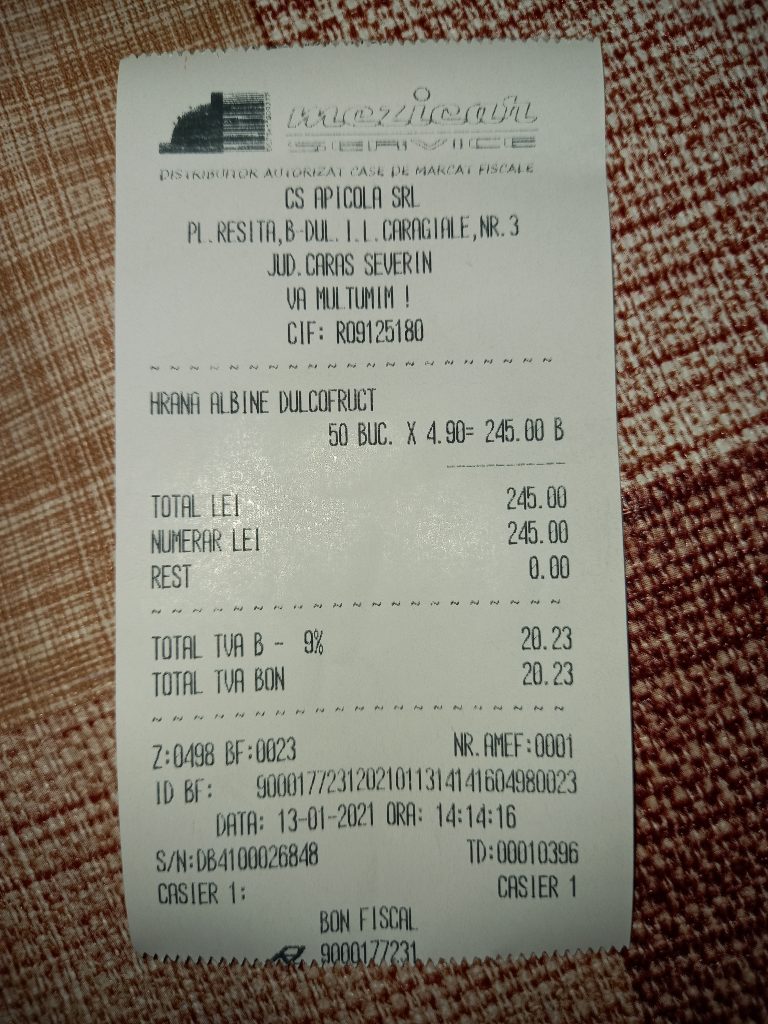 mezican
SERVICE
DISTRIBUITOR AUTORIZAT CASE DE MARCAT FISCALE
CS APICOLA SRL
PL.RESITA,B-DUL. I.L.CARAGIALE,NR.3
JUD.CARAS SEVERIN
VA MULTUMIM !
CIF: RO9125180
HRANA ALBINE DULCOFRUCT
50 BUC. X 4.90= 245.00 B
TOTAL LEI 245.00
NUMERAR LEI 245.00
REST 0.00
TOTAL TVA B - 9% 20.23
TOTAL TVA BON 20.23
Z:0498 BF:0023 NR.AMEF:0001
ID BF: 90001772312021011314141604980023
DATA: 13-01-2021 ORA: 14:14:16
S/N:DB4100026848 TD:00010396
CASIER 1: CASIER 1
BON FISCAL
9000177231